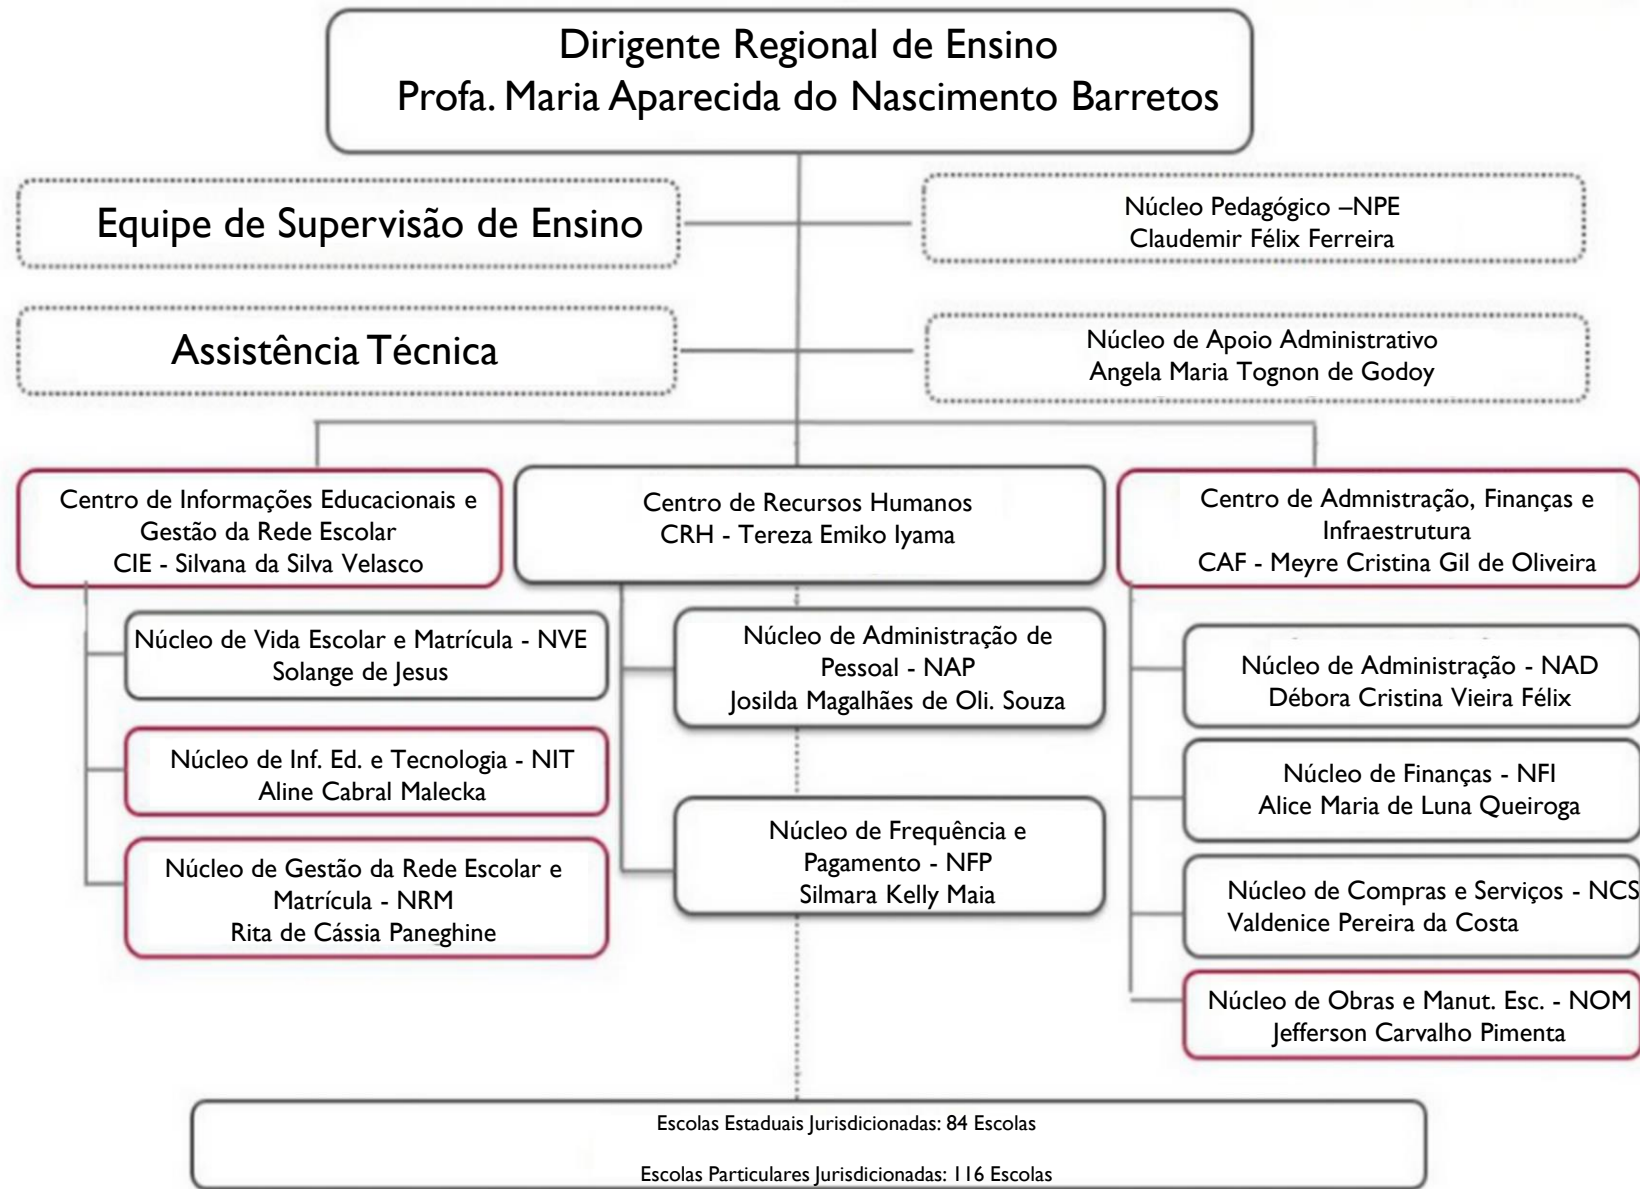 Dirigente Regional de Ensino
Profa. Maria Aparecida do Nascimento Barretos
Equipe de Supervisão de Ensino
Núcleo Pedagógico –NPE
Claudemir Félix Ferreira
Assistência Técnica
Núcleo de Apoio Administrativo
Angela Maria Tognon de Godoy
Centro de Informações Educacionais e
Gestão da Rede Escolar
CIE - Silvana da Silva Velasco
Núcleo de Vida Escolar e Matrícula - NVE
Solange de Jesus
Núcleo de Inf. Ed. e Tecnologia - NIT
Aline Cabral Malecka
Núcleo de Gestão da Rede Escolar e
Matrícula - NRM
Rita de Cássia Paneghine
Centro de Recursos Humanos
CRH - Tereza Emiko Iyama
Núcleo de Administração de
Pessoal - NAP
Josilda Magalhães de Oli. Souza
Núcleo de Frequência e
Pagamento - NFP
Silmara Kelly Maia
Centro de Admnistração, Finanças e
Infraestrutura
CAF - Meyre Cristina Gil de Oliveira
Núcleo de Administração - NAD
Débora Cristina Vieira Félix
Núcleo de Finanças - NFI
Alice Maria de Luna Queiroga
Núcleo de Compras e Serviços - NCS
Valdenice Pereira da Costa
Núcleo de Obras e Manut. Esc. - NOM
Jefferson Carvalho Pimenta
Escolas Estaduais Jurisdicionadas: 84 Escolas
Escolas Particulares Jurisdicionadas: 116 Escolas